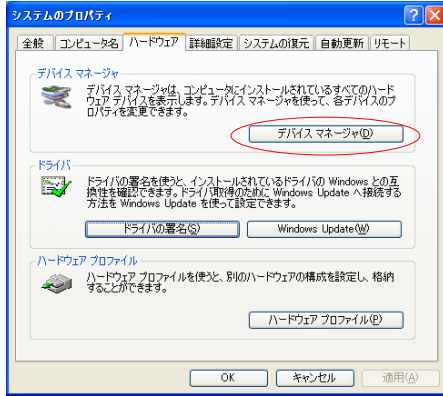 システムのプロパティ
全般 コンピュータ名 ハードウェア 詳細設定 システムの復元 自動更新 リモート
デバイス マネージャ
デバイス マネージャは、コンピュータにインストールされているすべてのハード
ウェア デバイスを表示します。デバイス マネージャを使って、各デバイスのプ
ロパティを変更できます。
デバイス マネージャ(D)
ドライバ
ドライバの署名を使うと、インストールされているドライバの Windows との互
換性を確認できます。ドライバ取得のために Windows Update へ接続する
方法を Windows Update を使って設定できます。
ドライバの署名(S) Windows Update(W)
ハードウェア プロファイル
ハードウェア プロファイルを使うと、別のハードウェアの構成を設定し、格納
することができます。
ハードウェア プロファイル(P)
OK キャンセル 適用(A)